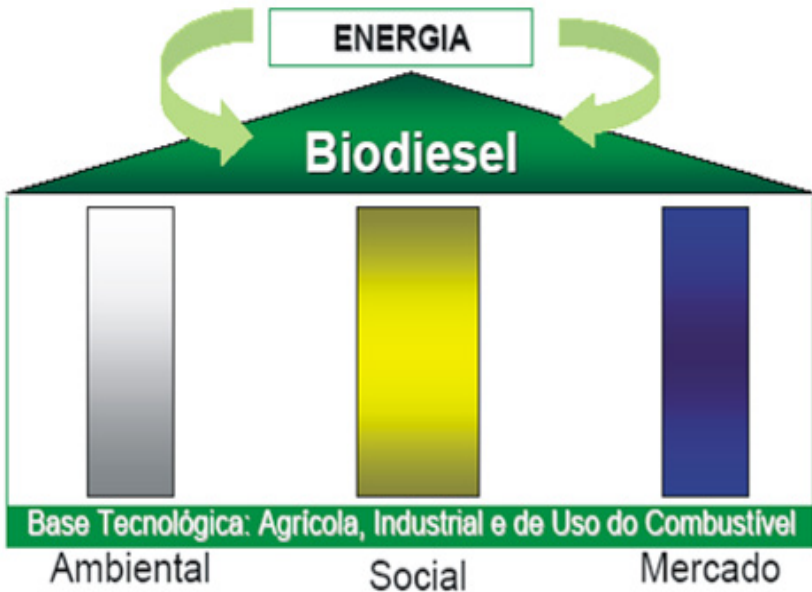 ENERGIA
Biodiesel
Base Tecnológica: Agrícola, Industrial e de Uso do Combustível
Ambiental Social Mercado